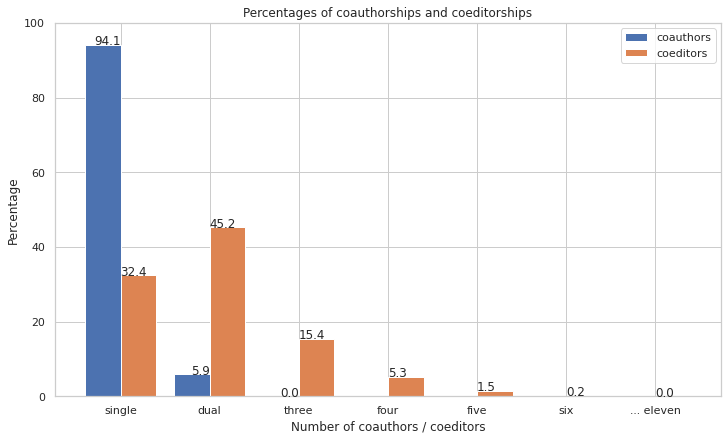 Percentages of coauthorships and coeditorships
coauthors
coeditors
100
80
60
40
20
0
Percentage
94.1
32.4
5.9
45.2
0.0
15.4
5.3
1.5
0.2
0.0
single
dual
three
four
five
six
... eleven
Number of coauthors / coeditors